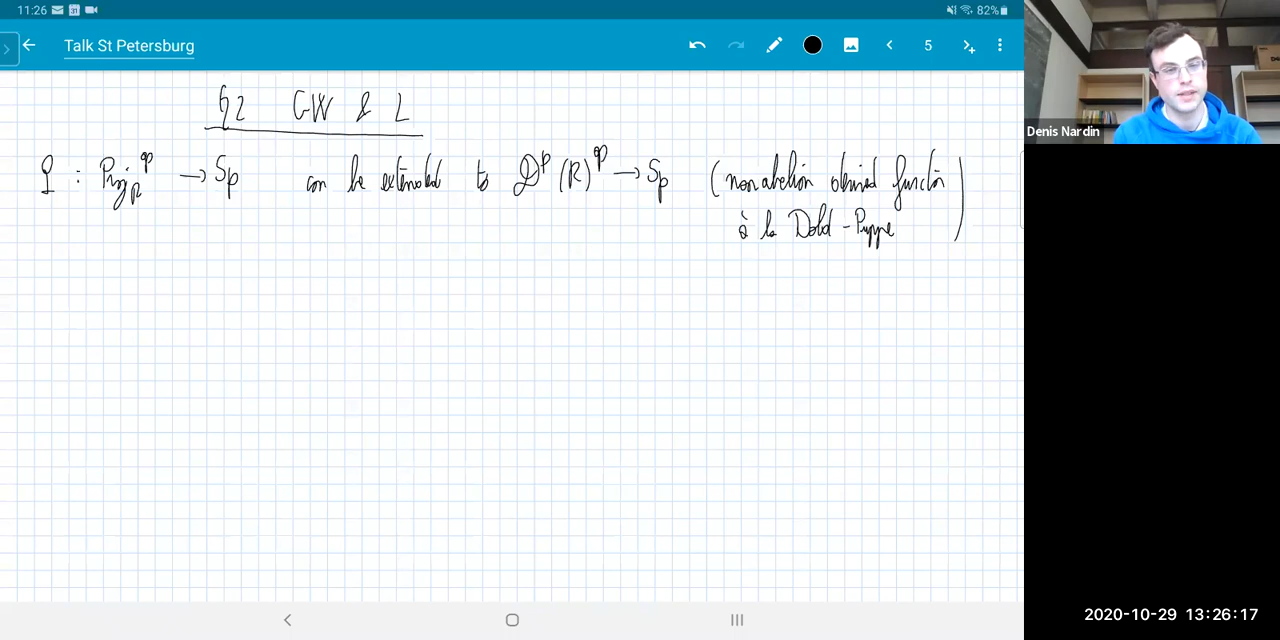 11:26
31
82%
Talk St Petersburg
5
§2 GW & L
Ϙ : Proj_R^op → Sp can be extended to 𝒟^p(R)^op → Sp (nonabelian derived functor
à la Dold-Puppe)
Denis Nardin
2020-10-29 13:26:17